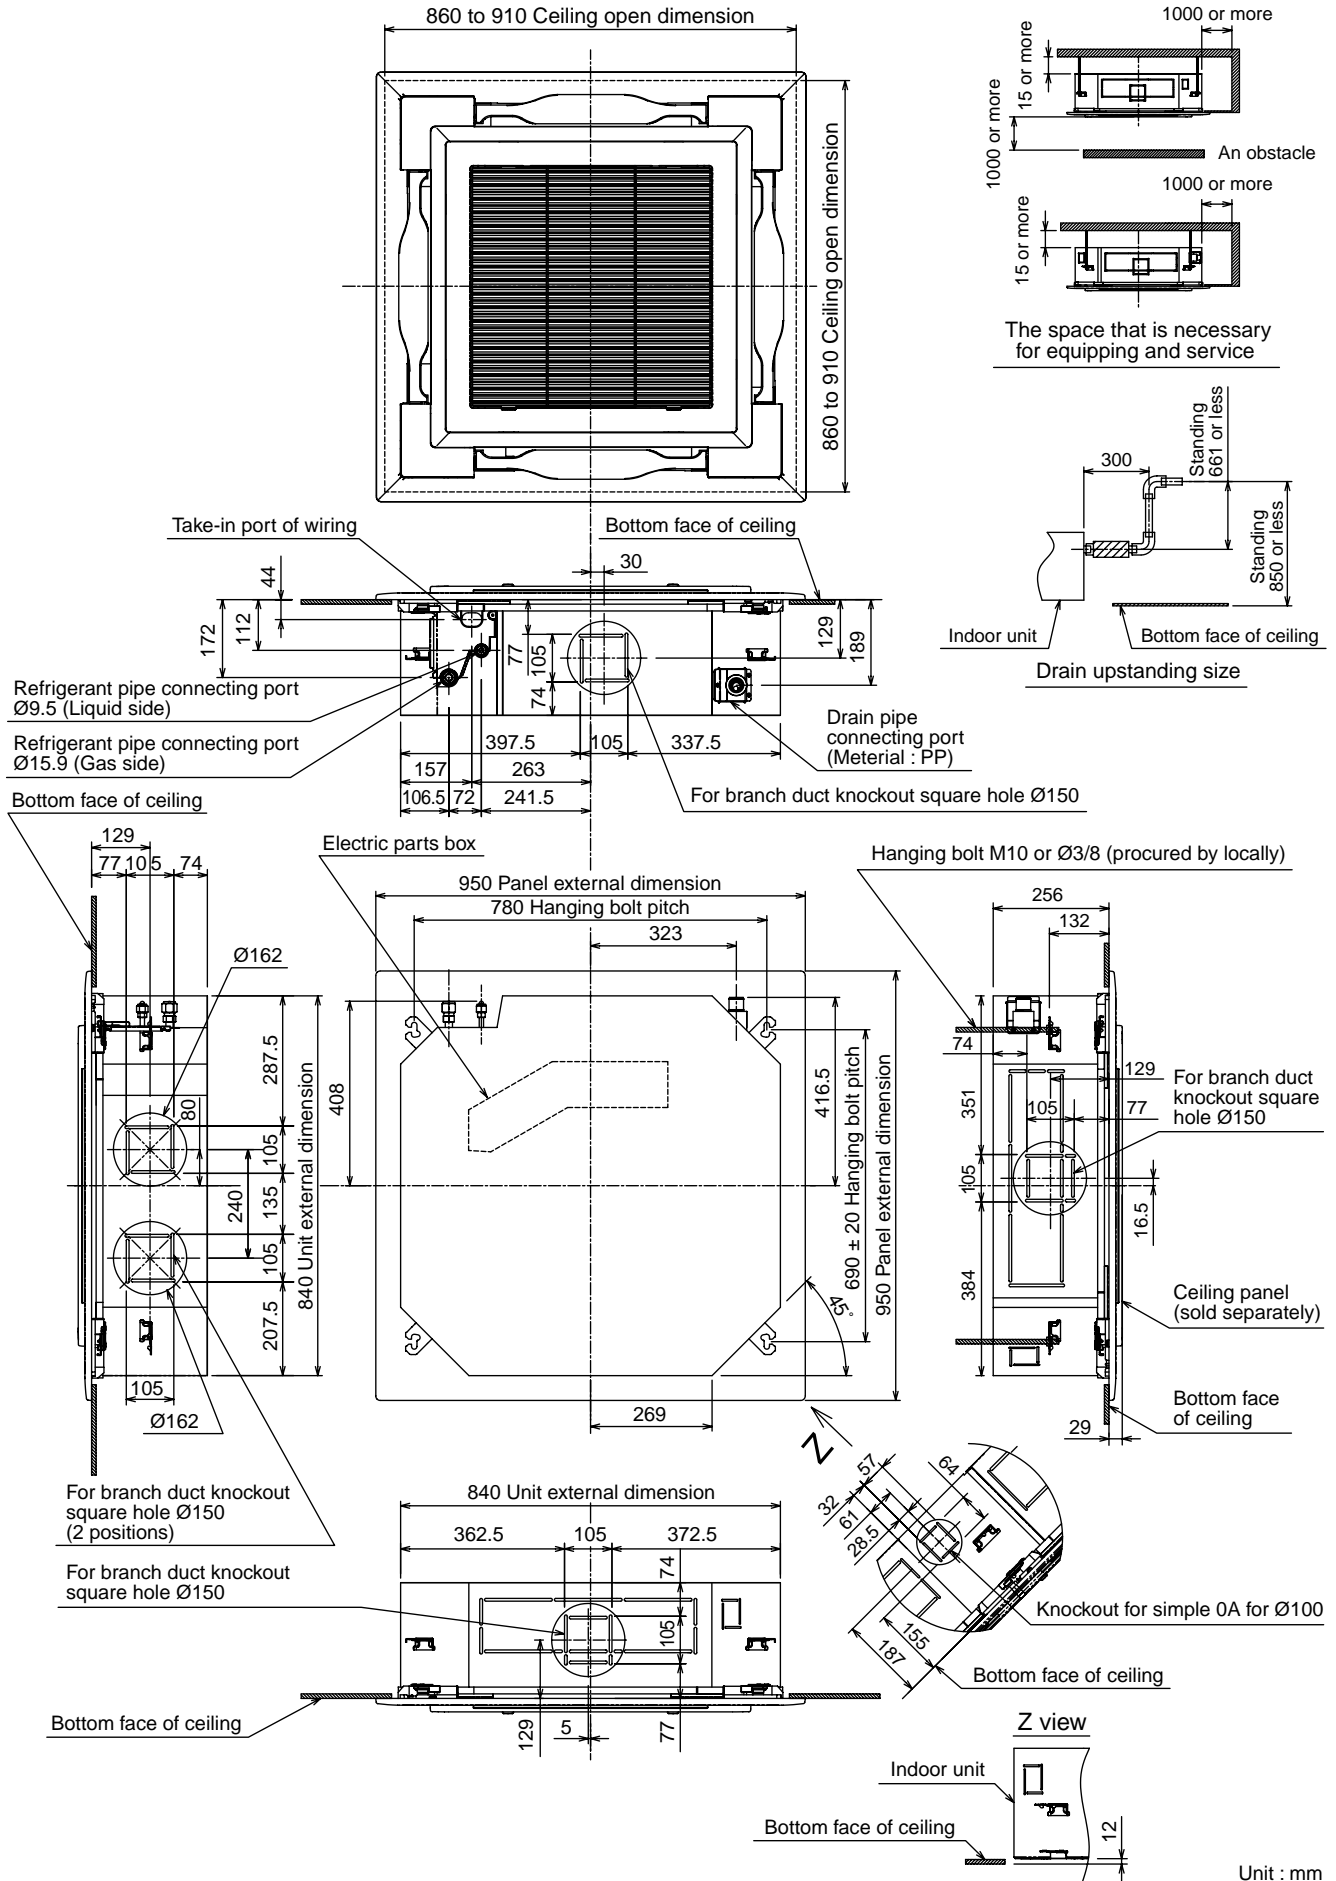 860 to 910 Ceiling open dimension
860 to 910 Ceiling open dimension
1000 or more
15 or more
1000 or more
An obstacle
1000 or more
15 or more
The space that is necessary
for equipping and service
Standing
661 or less
300
Standing
850 or less
Indoor unit
Bottom face of ceiling
Drain upstanding size
Take-in port of wiring
Bottom face of ceiling
30
44
112
172
77
105
74
129
189
Refrigerant pipe connecting port
Ø9.5 (Liquid side)
Refrigerant pipe connecting port
Ø15.9 (Gas side)
Drain pipe
connecting port
(Meterial : PP)
397.5
105
337.5
157
263
106.5
72
241.5
For branch duct knockout square hole Ø150
Bottom face of ceiling
129
77
105
74
Ø162
287.5
80
105
135
240
105
207.5
840 Unit external dimension
105
Ø162
For branch duct knockout
square hole Ø150
(2 positions)
For branch duct knockout
square hole Ø150
Electric parts box
950 Panel external dimension
780 Hanging bolt pitch
323
408
416.5
690 ± 20 Hanging bolt pitch
950 Panel external dimension
45°
269
Z
Hanging bolt M10 or Ø3/8 (procured by locally)
256
132
74
351
129
105
77
105
16.5
384
For branch duct
knockout square
hole Ø150
Ceiling panel
(sold separately)
Bottom face
of ceiling
29
840 Unit external dimension
362.5
105
372.5
74
105
77
129
5
Bottom face of ceiling
57
64
32
61
28.5
155
187
Knockout for simple 0A for Ø100
Bottom face of ceiling
Z view
Indoor unit
Bottom face of ceiling
12
Unit : mm